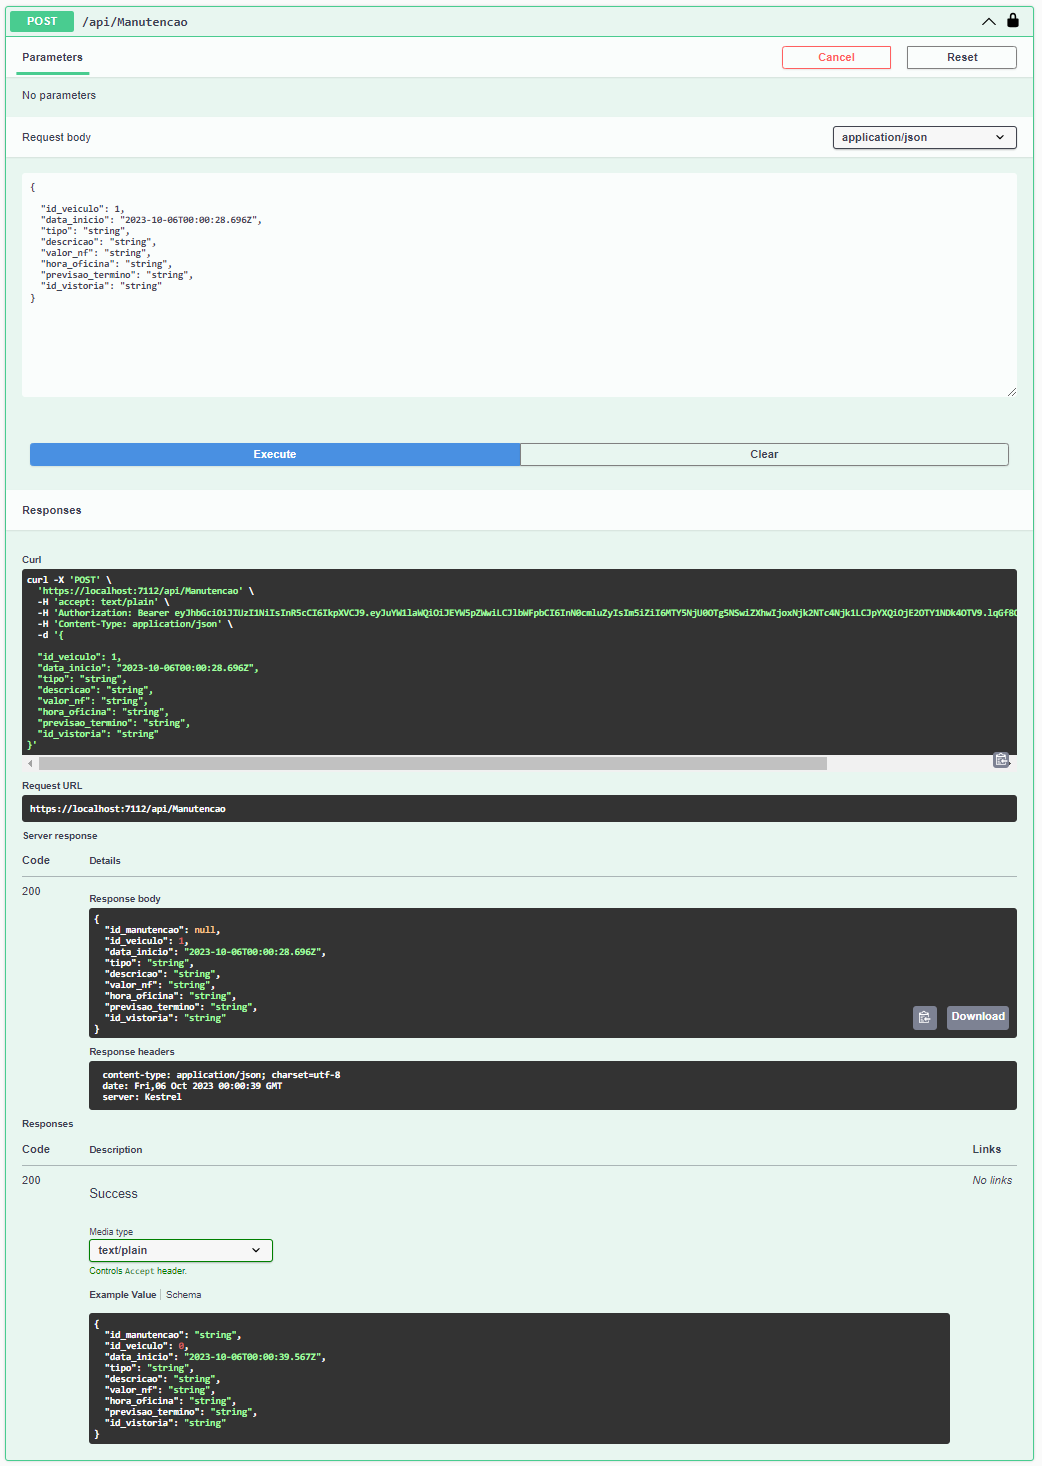 POST /api/Manutencao
Parameters
Cancel
Reset
No parameters
Request body
application/json
{
"id_veiculo": 1,
"data_inicio": "2023-10-06T00:00:28.696Z",
"tipo": "string",
"descricao": "string",
"valor_nf": "string",
"hora_oficina": "string",
"previsao_termino": "string",
"id_vistoria": "string"
}
Execute
Clear
Responses
Curl
curl -X 'POST' \
'https://localhost:7112/api/Manutencao' \
-H 'accept: text/plain' \
-H 'Authorization: Bearer
-H 'Content-Type: application/json' \
-d '{
"id_veiculo": 1,
"data_inicio": "2023-10-06T00:00:28.696Z",
"tipo": "string",
"descricao": "string",
"valor_nf": "string",
"hora_oficina": "string",
"previsao_termino": "string",
"id_vistoria": "string"
}'
Request URL
https://localhost:7112/api/Manutencao
Server response
Code Details
200
Response body
{
"id_manutencao": null,
"id_veiculo": 1,
"data_inicio": "2023-10-06T00:00:28.696Z",
"tipo": "string",
"descricao": "string",
"valor_nf": "string",
"hora_oficina": "string",
"previsao_termino": "string",
"id_vistoria": "string"
}
Download
Response headers
content-type: application/json; charset=utf-8
date: Fri,06 Oct 2023 00:00:39 GMT
server: Kestrel
Responses
Code Description Links
200
Success
No links
Media type
text/plain
Controls Accept header.
Example Value Schema
{
"id_manutencao": "string",
"id_veiculo": 0,
"data_inicio": "2023-10-06T00:00:39.567Z",
"tipo": "string",
"descricao": "string",
"valor_nf": "string",
"hora_oficina": "string",
"previsao_termino": "string",
"id_vistoria": "string"
}